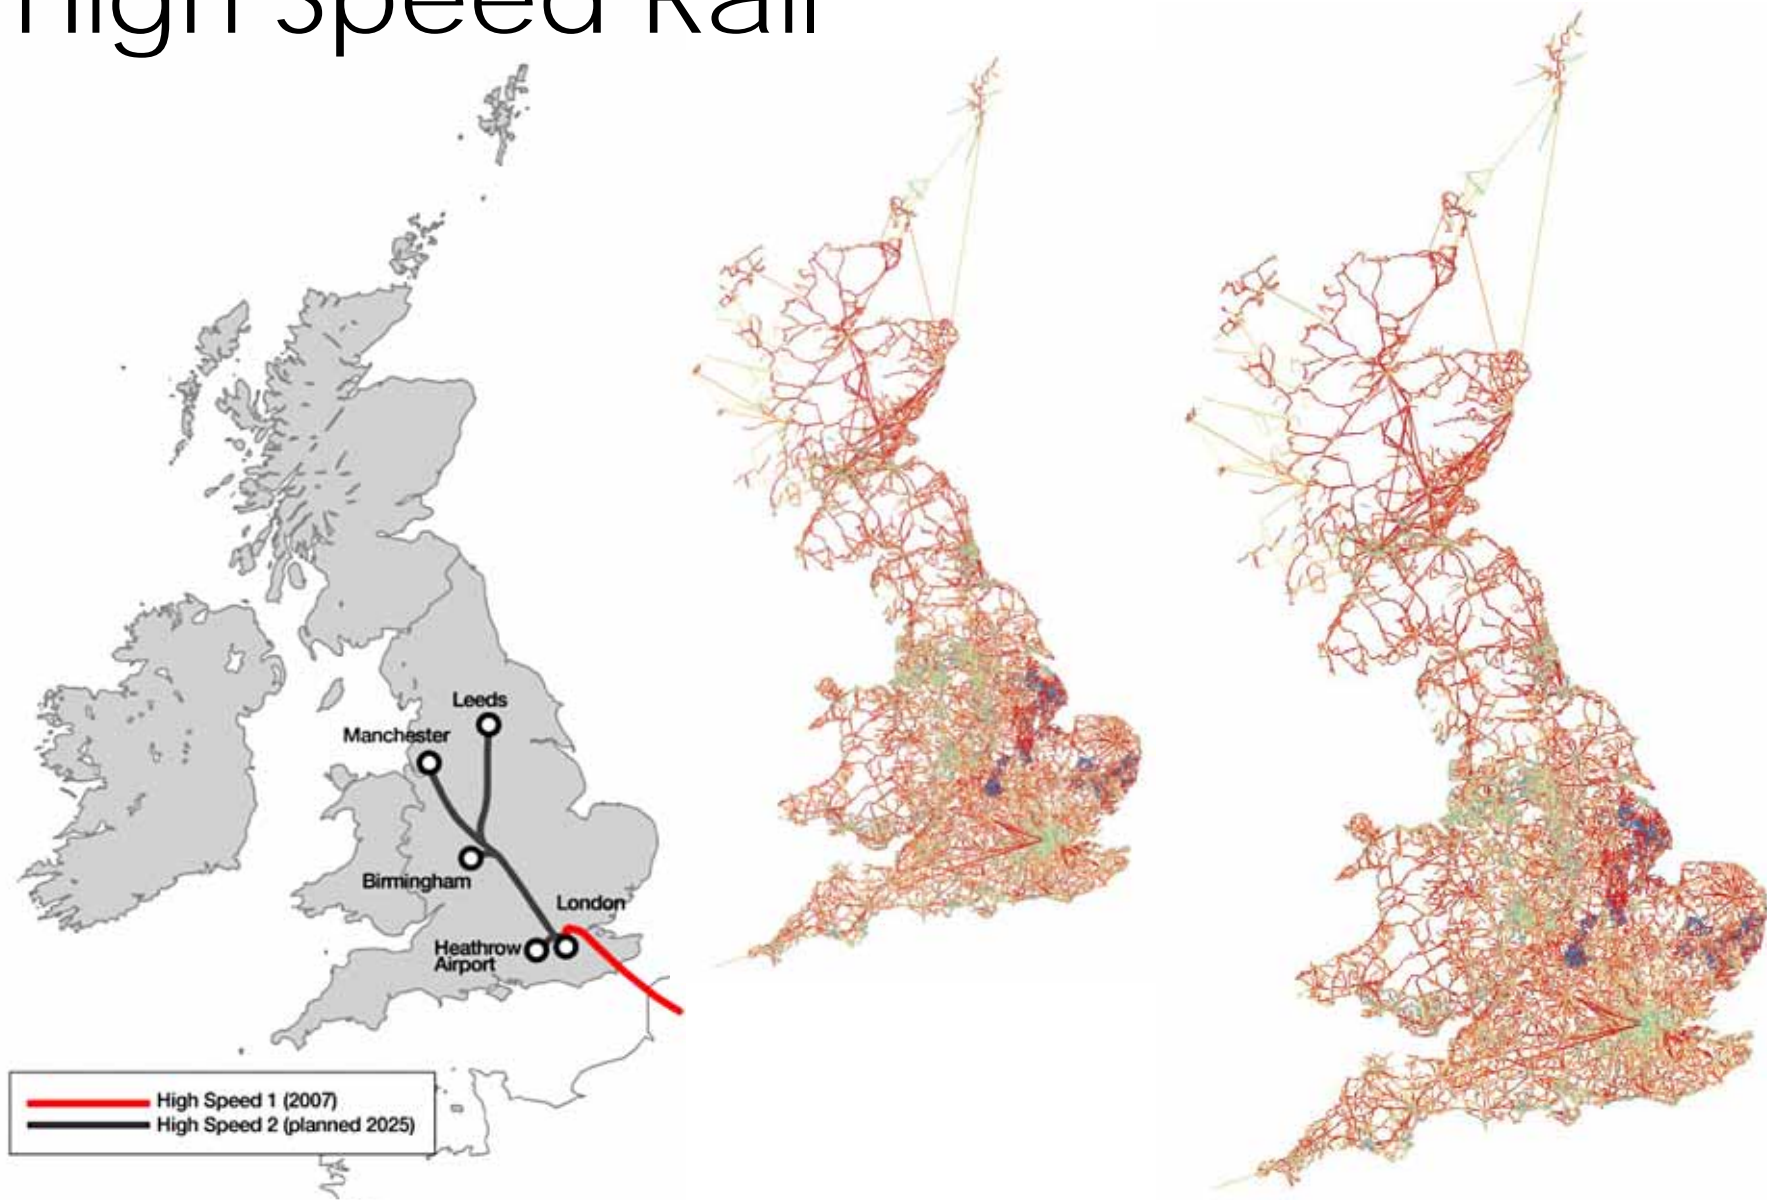 High Speed Rail
Leeds
Manchester
Birmingham
London
Heathrow
Airport
High Speed 1 (2007)
High Speed 2 (planned 2025)